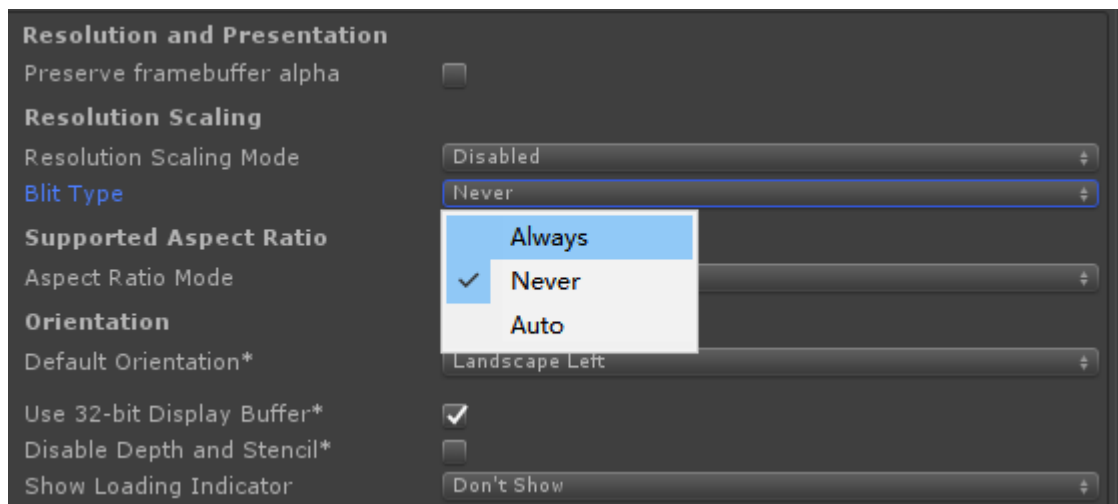 Resolution and Presentation
Preserve framebuffer alpha
Resolution Scaling
Resolution Scaling Mode Disabled
Blit Type Never
Always
Supported Aspect Ratio
Never
Aspect Ratio Mode
Auto
Orientation
Default Orientation* Landscape Left
Use 32-bit Display Buffer*
Disable Depth and Stencil*
Show Loading Indicator Don't Show